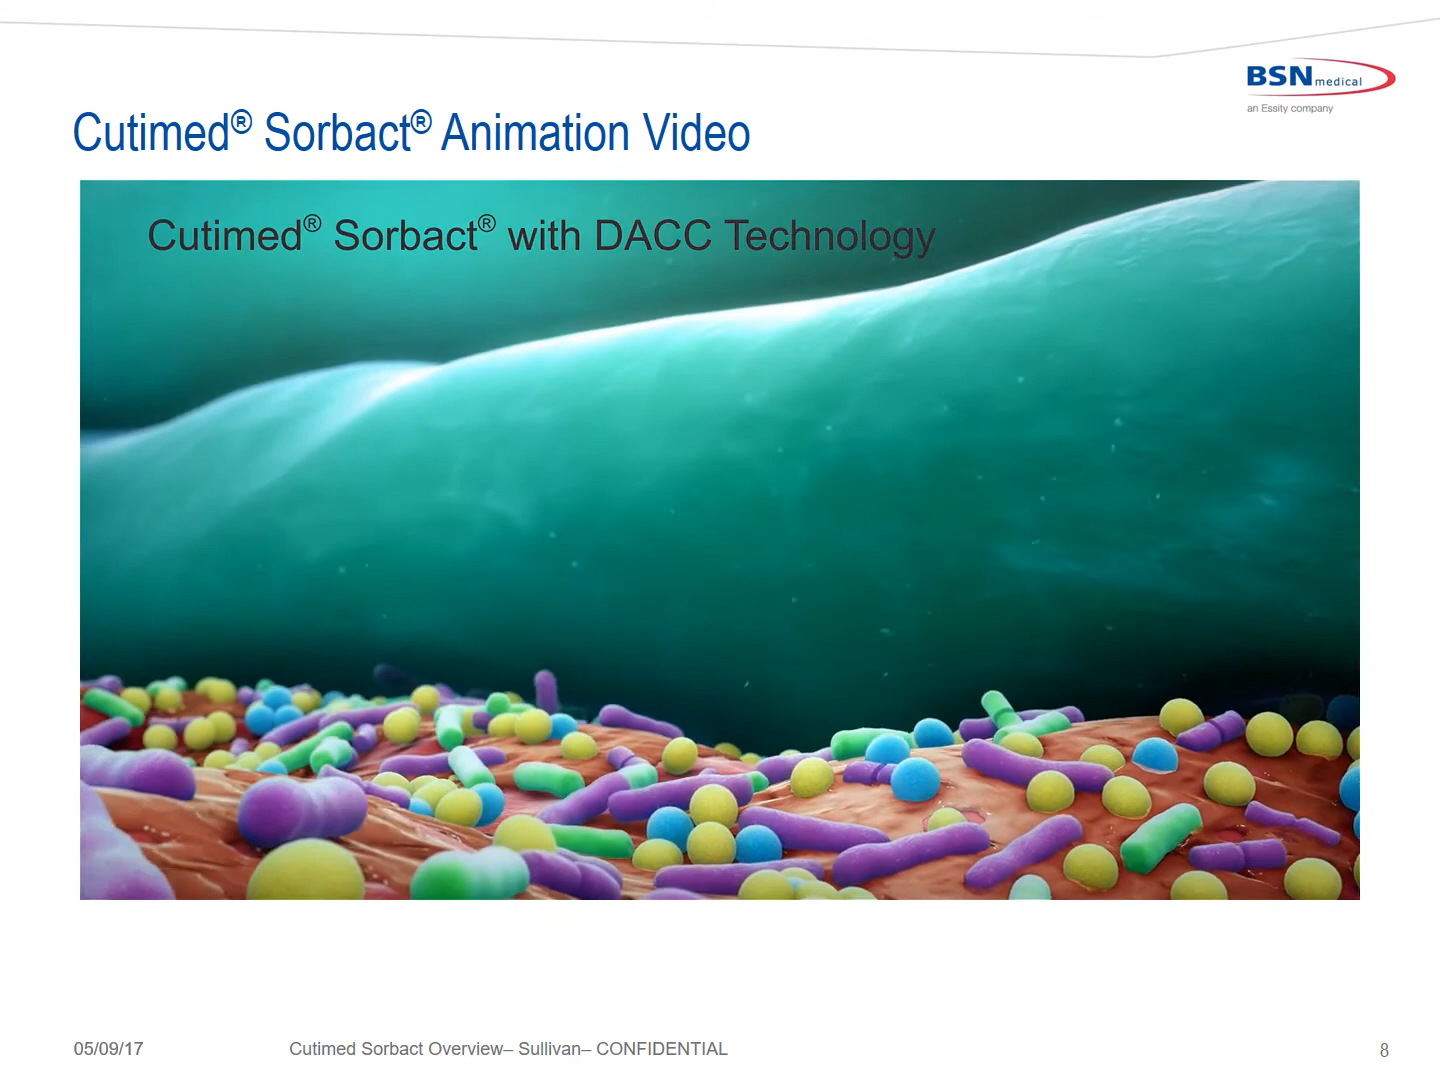 BSN medical
an Essity company
Cutimed® Sorbact® Animation Video
Cutimed® Sorbact® with DACC Technology
05/09/17
Cutimed Sorbact Overview– Sullivan– CONFIDENTIAL
8